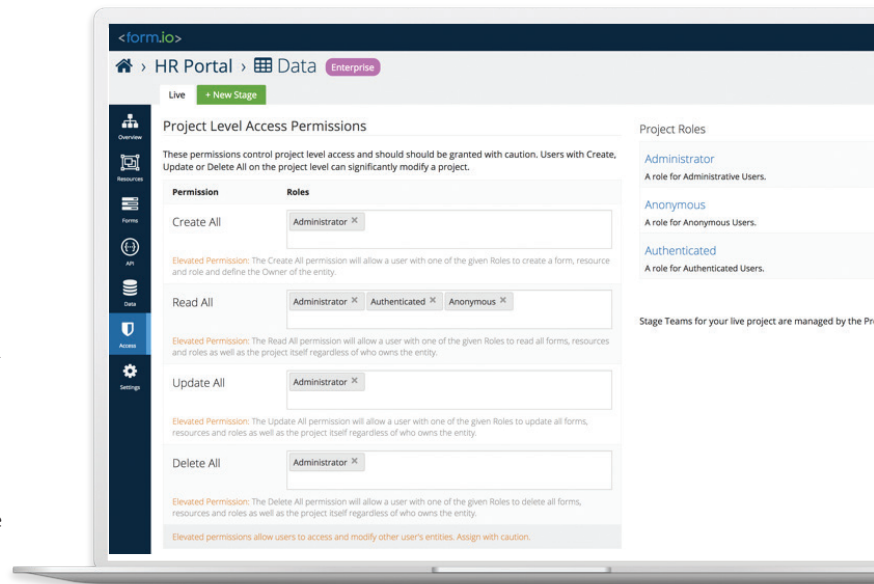 <form.io>
HR Portal › Data Enterprise
Live + New Stage
Overview
Resources
Forms
API
Data
Access
Settings
Project Level Access Permissions
These permissions control project level access and should should be granted with caution. Users with Create,
Update or Delete All on the project level can significantly modify a project.
Permission Roles
Create All Administrator ×
Elevated Permission: The Create All permission will allow a user with one of the given Roles to create a form, resource
and role and define the Owner of the entity.
Read All Administrator × Authenticated × Anonymous ×
Elevated Permission: The Read All permission will allow a user with one of the given Roles to read all forms, resources
and roles as well as the project itself regardless of who owns the entity.
Update All Administrator ×
Elevated Permission: The Update All permission will allow a user with one of the given Roles to update all forms,
resources and roles as well as the project itself regardless of who owns the entity.
Delete All Administrator ×
Elevated Permission: The Delete All permission will allow a user with one of the given Roles to delete all forms,
resources and roles as well as the project itself regardless of who owns the entity.
Elevated permissions allow users to access and modify other user's entities. Assign with caution.
Project Roles
Administrator
A role for Administrative Users.
Anonymous
A role for Anonymous Users.
Authenticated
A role for Authenticated Users.
Stage Teams for your live project are managed by the